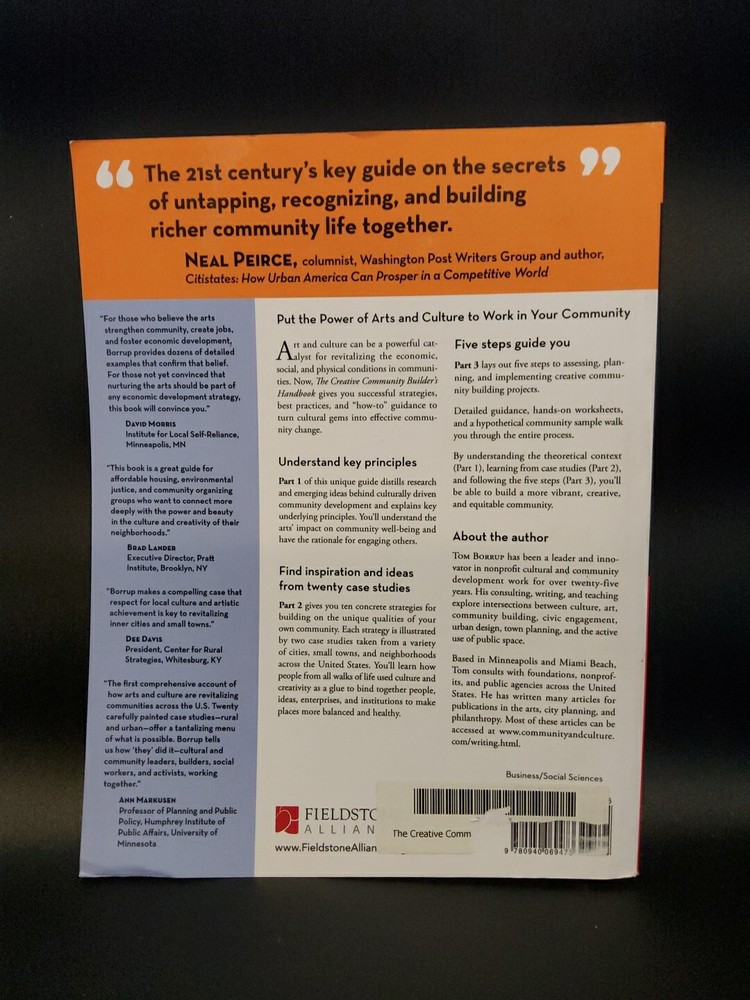 “ The 21st century’s key guide on the secrets ”
of untapping, recognizing, and building
richer community life together.
NEAL PEIRCE, columnist, Washington Post Writers Group and author,
Citistates: How Urban America Can Prosper in a Competitive World
“For those who believe the arts
strengthen community, create jobs,
and foster economic development,
Borrup provides dozens of detailed
examples that confirm that belief.
For those not yet convinced that
nurturing the arts should be part of
any economic development strategy,
this book will convince you.”
DAVID MORRIS
Institute for Local Self-Reliance,
Minneapolis, MN
“This book is a great guide for
affordable housing, environmental
justice, and community organizing
groups who want to connect more
deeply with the power and beauty
in the culture and creativity of their
neighborhoods.”
BRAD LANDER
Executive Director, Pratt
Institute, Brooklyn, NY
“Borrup makes a compelling case that
respect for local culture and artistic
achievement is key to revitalizing
inner cities and small towns.”
DEE DAVIS
President, Center for Rural
Strategies, Whitesburg, KY
“The first comprehensive account of
how arts and culture are revitalizing
communities across the U.S. Twenty
carefully painted case studies—rural
and urban—offer a tantalizing menu
of what is possible. Borrup tells
us how ‘they’ did it—cultural and
community leaders, builders, social
workers, and activists, working
together.”
ANN MARKUSEN
Professor of Planning and Public
Policy, Humphrey Institute of
Public Affairs, University of
Minnesota
Put the Power of Arts and Culture to Work in Your Community
Art and culture can be a powerful cat-
alyst for revitalizing the economic,
social, and physical conditions in communi-
ties. Now, The Creative Community Builder’s
Handbook gives you successful strategies,
best practices, and “how-to” guidance to
turn cultural gems into effective commu-
nity change.
Understand key principles
Part 1 of this unique guide distills research
and emerging ideas behind culturally driven
community development and explains key
underlying principles. You’ll understand the
arts’ impact on community well-being and
have the rationale for engaging others.
Find inspiration and ideas
from twenty case studies
Part 2 gives you ten concrete strategies for
building on the unique qualities of your
own community. Each strategy is illustrated
by two case studies taken from a variety
of cities, small towns, and neighborhoods
across the United States. You’ll learn how
people from all walks of life used culture and
creativity as a glue to bind together people,
ideas, enterprises, and institutions to make
places more balanced and healthy.
Five steps guide you
Part 3 lays out five steps to assessing, plan-
ning, and implementing creative commu-
nity building projects.
Detailed guidance, hands-on worksheets,
and a hypothetical community sample walk
you through the entire process.
By understanding the theoretical context
(Part 1), learning from case studies (Part 2),
and following the five steps (Part 3), you’ll
be able to build a more vibrant, creative,
and equitable community.
About the author
TOM BORRUP has been a leader and inno-
vator in nonprofit cultural and community
development work for over twenty-five
years. His consulting, writing, and teaching
explore intersections between culture, art,
community building, civic engagement,
urban design, town planning, and the active
use of public space.
Based in Minneapolis and Miami Beach,
Tom consults with foundations, nonprof-
its, and public agencies across the United
States. He has written many articles for
publications in the arts, city planning, and
philanthropy. Most of these articles can be
accessed at www.communityandculture.
com/writing.html.
Business/Social Sciences
FIELDSTO
ALLIAN
www.FieldstoneAllian
The Creative Comm
9 780940 06947